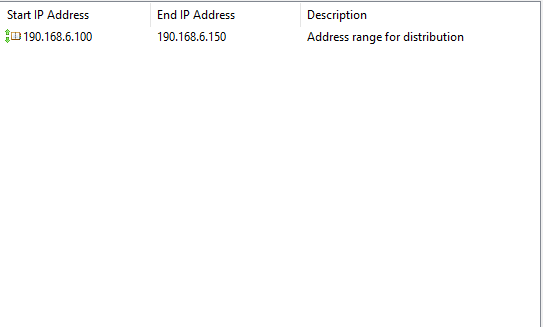 Start IP Address End IP Address Description
190.168.6.100 190.168.6.150 Address range for distribution